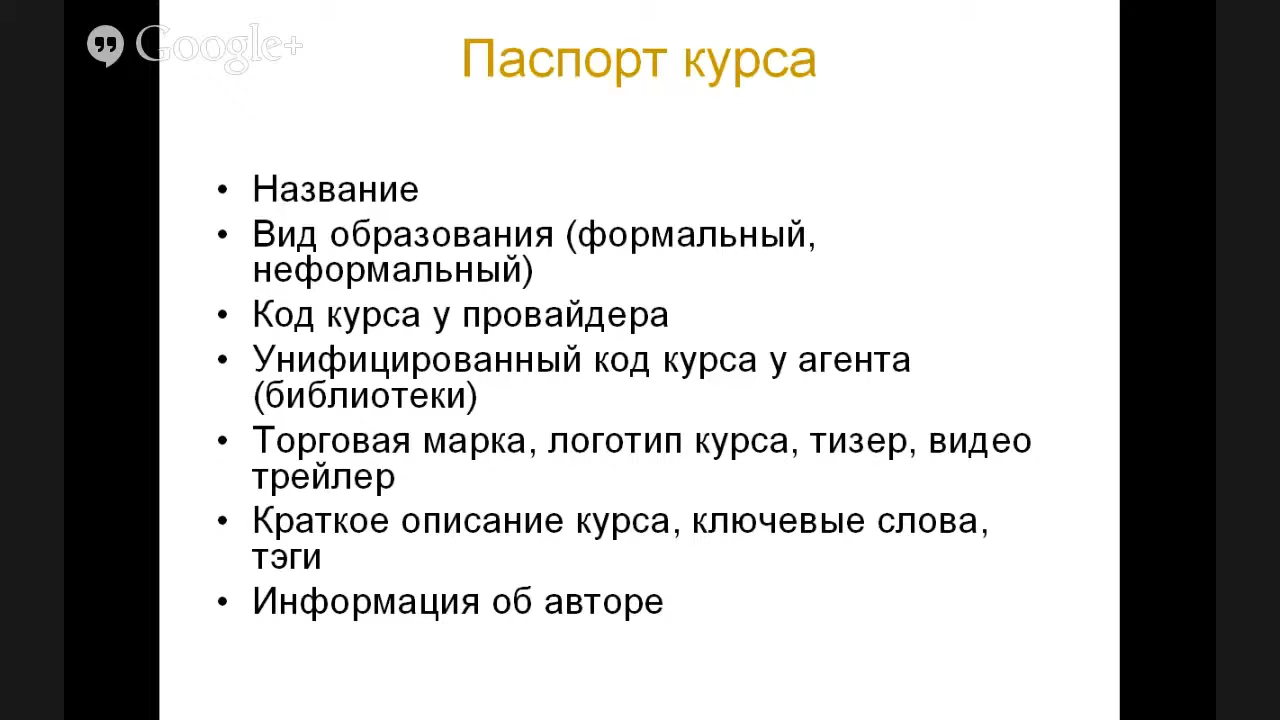 Google+
Паспорт курса
• Название
• Вид образования (формальный,
неформальный)
• Код курса у провайдера
• Унифицированный код курса у агента
(библиотеки)
• Торговая марка, логотип курса, тизер, видео
трейлер
• Краткое описание курса, ключевые слова,
тэги
• Информация об авторе